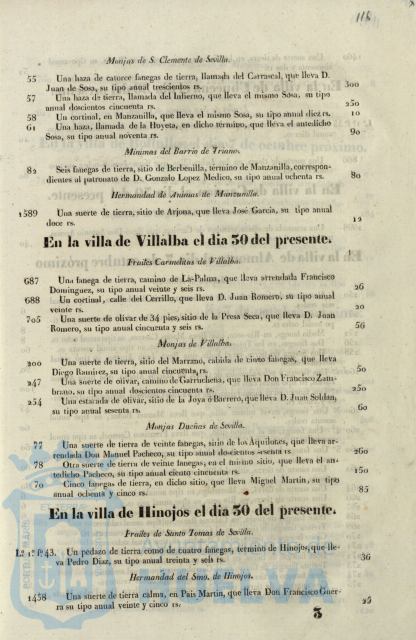 116
Monjas de S. Clemente de Sevilla.
55 Una haza de catorce fanegas de tierra, llamada del Carrascal, que lleva D.
Juan de Sosa, su tipo anual trescientos rs. 300
57 Una haza de tierra, llamada del Infierno, que lleva el mismo Sosa, su tipo
anual doscientos cincuenta rs. 250
58 Un cortinal, en Manzanilla, que lleva el mismo Sosa, su tipo anual diez rs. 10
61 Una haza, llamada de la Hoyeta, en dicho término, que lleva el antedicho
Sosa, su tipo anual noventa rs. 90
Minimas del Barrio de Triano.
82 Seis fanegas de tierra, sitio de Berbenilla, término de Manzanilla, correspon-
dientes al patronato de D. Gonzalo Lopez Medico, su tipo anual ochenta rs. 80
Hermandad de Animas de Manzanilla.
1589 Una suerte de tierra, sitio de Arjona, que lleva José Garcia, su tipo anual
doce rs. 12
En la villa de Villalba el dia 30 del presente.
Frailes Carmelitas de Villalba.
687 Una fanega de tierra, camino de La-Palma, que lleva arrendada Francisco
Dominguez, su tipo anual veinte y seis rs. 26
688 Un cortinal, calle del Cerrillo, que lleva D. Juan Romero, su tipo anual
veinte rs. 20
705 Una suerte de olivar de 34 pies, sitio de la Presa Seca, que lleva D. Juan
Romero, su tipo anual cincuenta y seis rs. 56
Monjas de Villalba.
200 Una suerte de tierra, sitio del Marzmo, cabida de cinto fanegas, que lleva
Diego Ramirez, su tipo anual cincuenta rs. 50
247 Una suerte de olivar, camino de Garruchena, que lleva Don Francisco Zam-
brano, su tipo anual doscientos cincuenta rs. 250
254 Una estacada de olivar, sitio de la Joya ó Barrero, que lleva D. Juan Soldan,
su tipo anual sesenta rs. 60
Monjas Dueñas de Sevilla.
77 Una suerte de tierra de veinte fanegas, sitio de los Aquilones, que lleva ar-
rendada Don Manuel Pacheco, su tipo anual doscientos sesenta rs 260
78 Otra suerte de tierra de veinte fanegas, en el mismo sitio, que lleva el an-
tedicho Pacheco, su tipo anual ciento cincuenta rs. 150
70 Cinco fanegas de tierra, en dicho sitio, que lleva Miguel Martin, su tipo
anual ochenta y cinco rs. 85
En la villa de Hinojos el dia 30 del presente.
Frailes de Santo Tomas de Sevilla.
L.º 1.º P. 43. Un pedazo de tierra como de cuatro fanegas, término de Hinojos, que lle-
va Pedro Diaz, su tipo anual treinta y seis rs. 36
Hermandad del Smo. de Hinojos.
1458 Una suerte de tierra calma, en Pais Martin, que lleva Don Francisco Guer-
ra su tipo anual veinte y cinco rs. 25
3
HUELVA